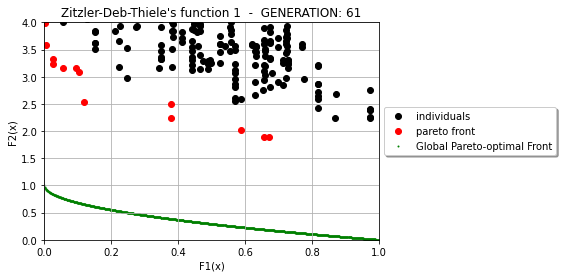 Zitzler-Deb-Thiele's function 1 - GENERATION: 61
4.0
3.5
3.0
2.5
2.0
1.5
1.0
0.5
0.0
F2(x)
0.0 0.2 0.4 0.6 0.8 1.0
F1(x)
individuals
pareto front
Global Pareto-optimal Front